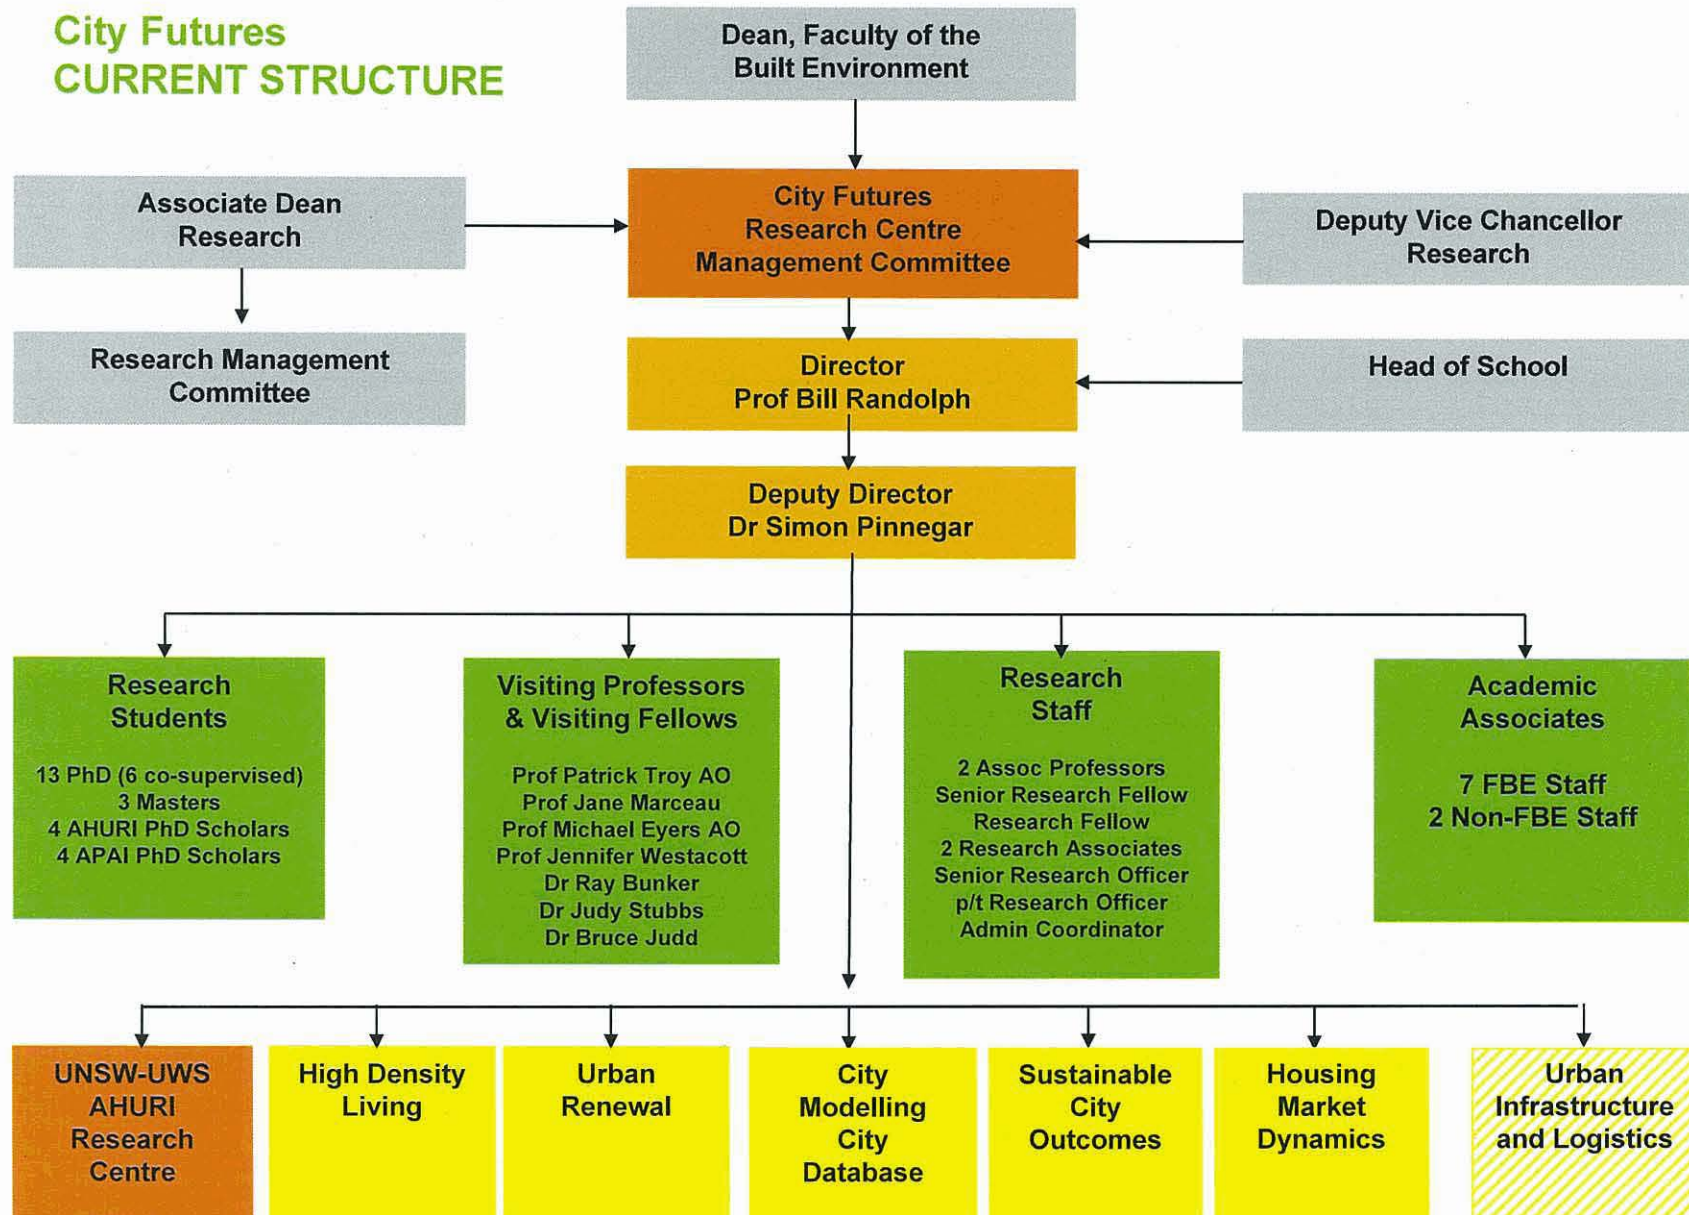 City Futures
CURRENT STRUCTURE
Dean, Faculty of the
Built Environment
Associate Dean
Research
City Futures
Research Centre
Management Committee
Deputy Vice Chancellor
Research
Research Management
Committee
Director
Prof Bill Randolph
Head of School
Deputy Director
Dr Simon Pinnegar
Research
Students
13 PhD (6 co-supervised)
3 Masters
4 AHURI PhD Scholars
4 APAI PhD Scholars
Visiting Professors
& Visiting Fellows
Prof Patrick Troy AO
Prof Jane Marceau
Prof Michael Eyers AO
Prof Jennifer Westacott
Dr Ray Bunker
Dr Judy Stubbs
Dr Bruce Judd
Research
Staff
2 Assoc Professors
Senior Research Fellow
Research Fellow
2 Research Associates
Senior Research Officer
p/t Research Officer
Admin Coordinator
Academic
Associates
7 FBE Staff
2 Non-FBE Staff
UNSW-UWS
AHURI
Research
Centre
High Density
Living
Urban
Renewal
City
Modelling
City
Database
Sustainable
City
Outcomes
Housing
Market
Dynamics
Urban
Infrastructure
and Logistics